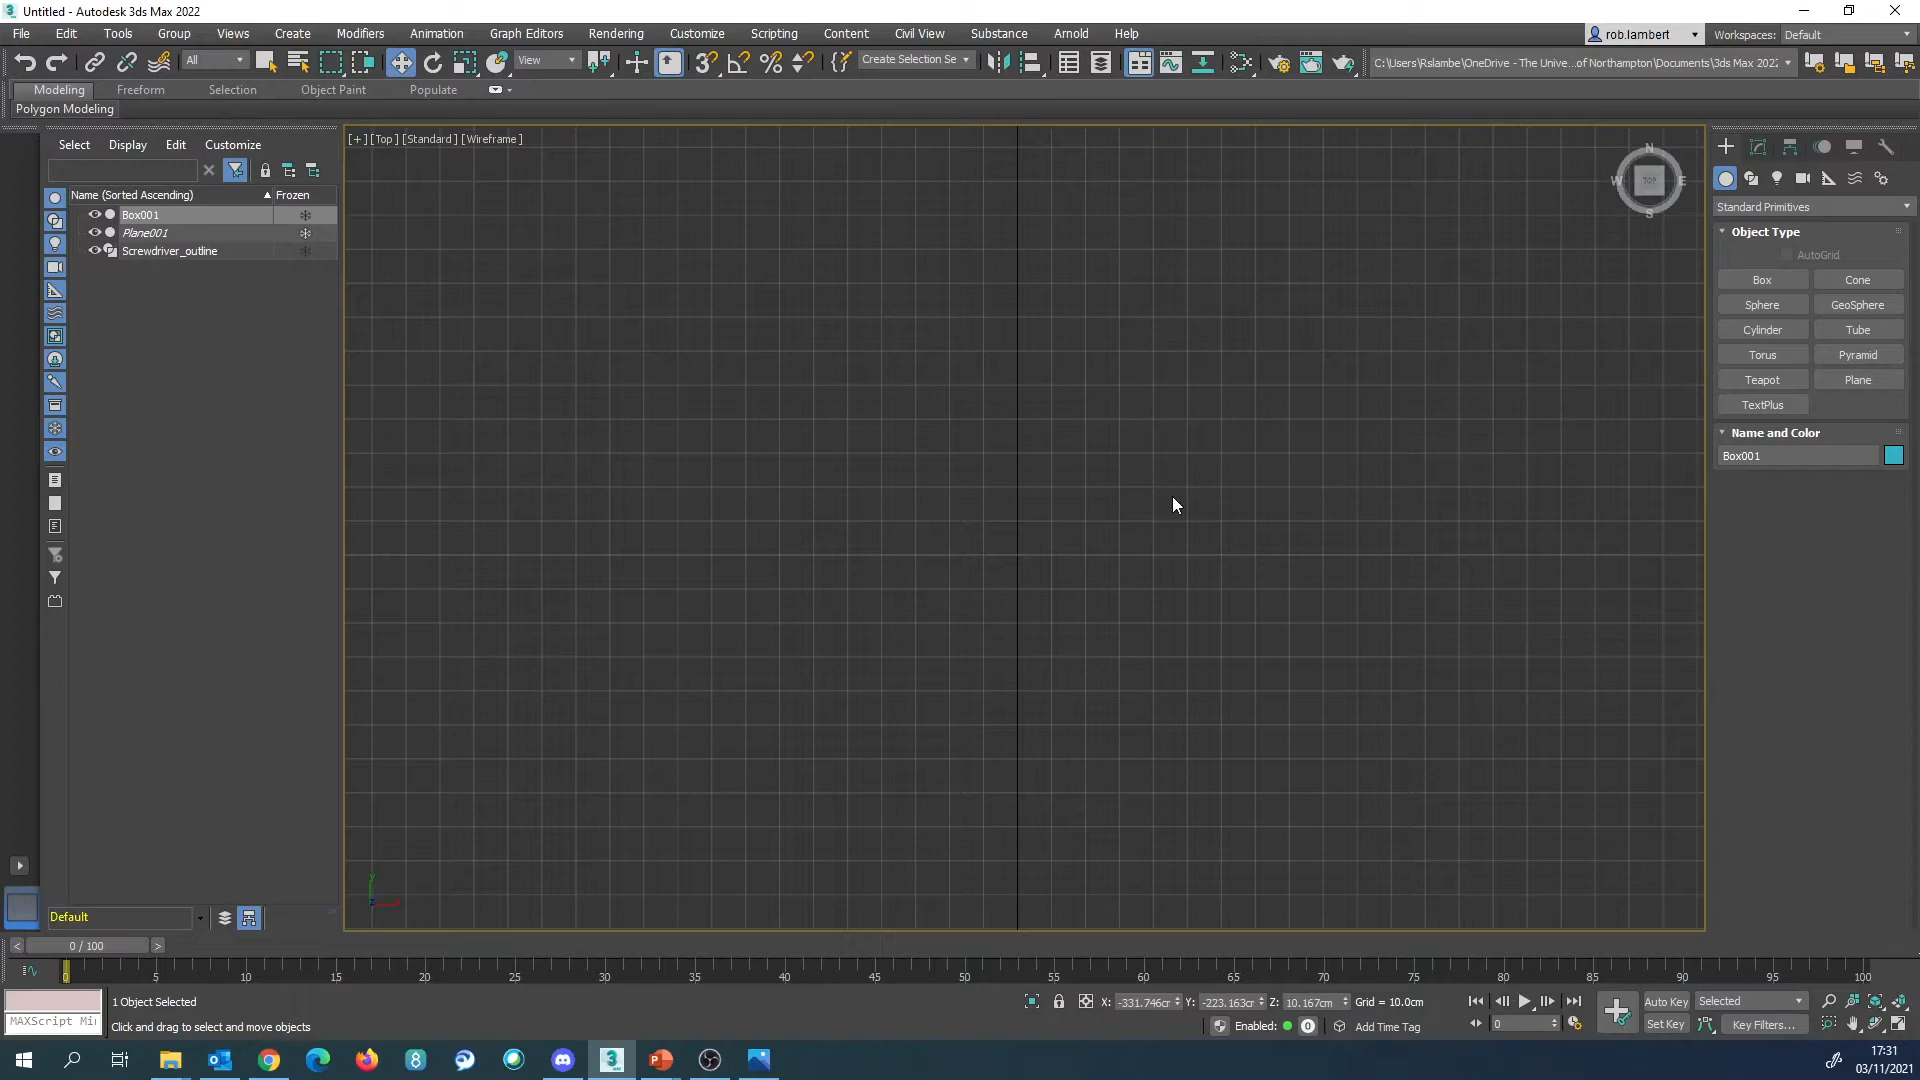 Untitled - Autodesk 3ds Max 2022
File Edit Tools Group Views Create Modifiers Animation Graph Editors Rendering Customize Scripting Content Civil View Substance Arnold Help
rob.lambert Workspaces: Default
All View Create Selection Se C:\Users\Rslambe\OneDrive - The Unive...of Northampton\Documents\3ds Max 2022
Modeling Freeform Selection Object Paint Populate
Polygon Modeling
Select Display Edit Customize
[+] [Top] [Standard] [Wireframe]
Name (Sorted Ascending) Frozen
Box001
Plane001
Screwdriver_outline
N
W TOP E
S
Standard Primitives
Object Type
AutoGrid
Box Cone
Sphere GeoSphere
Cylinder Tube
Torus Pyramid
Teapot Plane
TextPlus
Name and Color
Box001
y
z
Default
< 0 / 100 >
0 5 10 15 20 25 30 35 40 45 50 55 60 65 70 75 80 85 90 95 100
1 Object Selected
X: -331.746cm Y: -223.163cm Z: 10.167cm Grid = 10.0cm
Auto Key Selected
MAXScript Mi
Click and drag to select and move objects
Enabled: 0 Add Time Tag
0
Set Key Key Filters...
17:31
03/11/2021